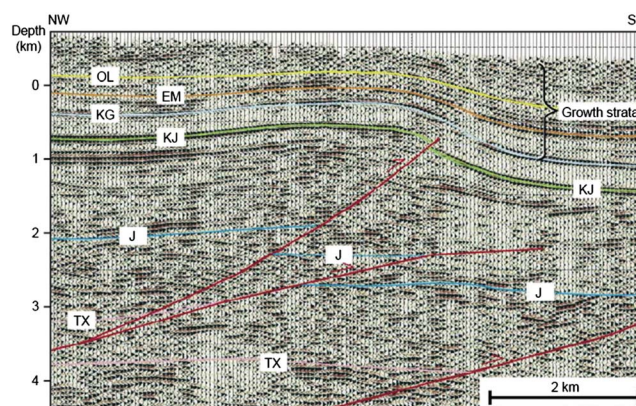 NW
S
Depth
(km)
OL
0
EM
Growth strata
KG
KJ
1
KJ
2
J
J
J
3
TX
TX
4
2 km